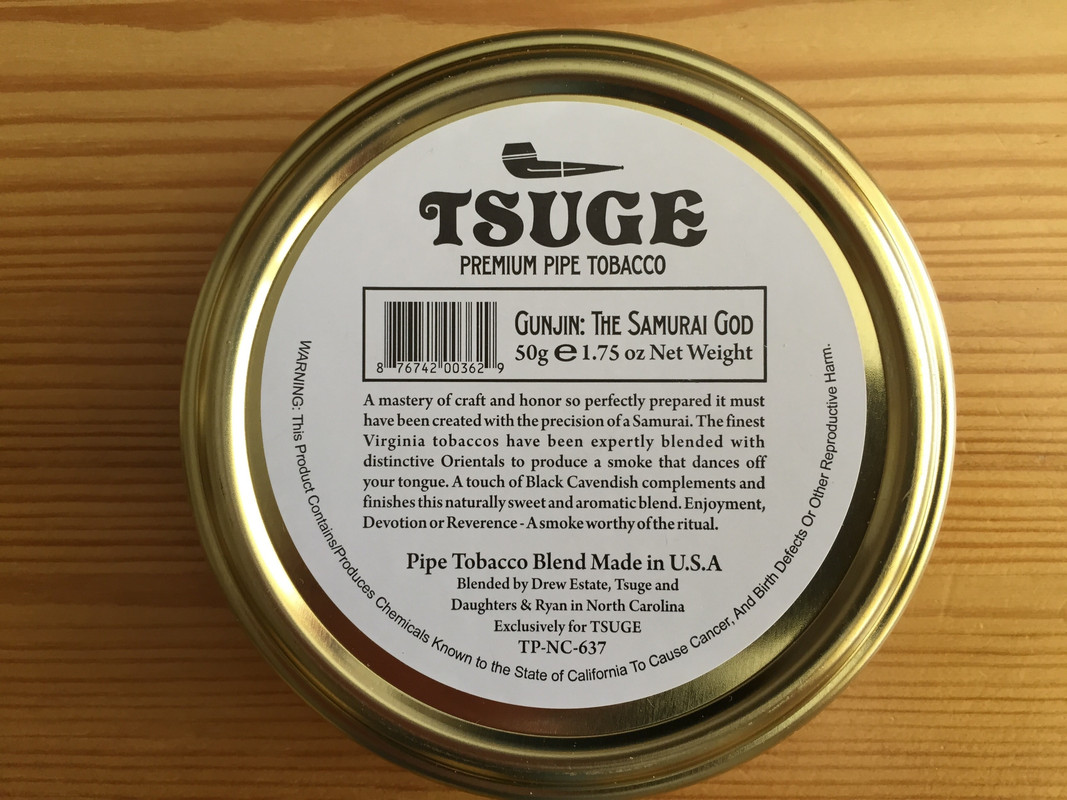 TSUGE
PREMIUM PIPE TOBACCO
GUNJIN: THE SAMURAI GOD
50g ℮ 1.75 oz Net Weight
8 76742 00362 9
A mastery of craft and honor so perfectly prepared it must
have been created with the precision of a Samurai. The finest
Virginia tobaccos have been expertly blended with
distinctive Orientals to produce a smoke that dances off
your tongue. A touch of Black Cavendish complements and
finishes this naturally sweet and aromatic blend. Enjoyment,
Devotion or Reverence - A smoke worthy of the ritual.
Pipe Tobacco Blend Made in U.S.A
Blended by Drew Estate, Tsuge and
Daughters & Ryan in North Carolina
Exclusively for TSUGE
TP-NC-637
WARNING: This Product Contains/Produces Chemicals Known to the State of California To Cause Cancer, And Birth Defects Or Other Reproductive Harm.